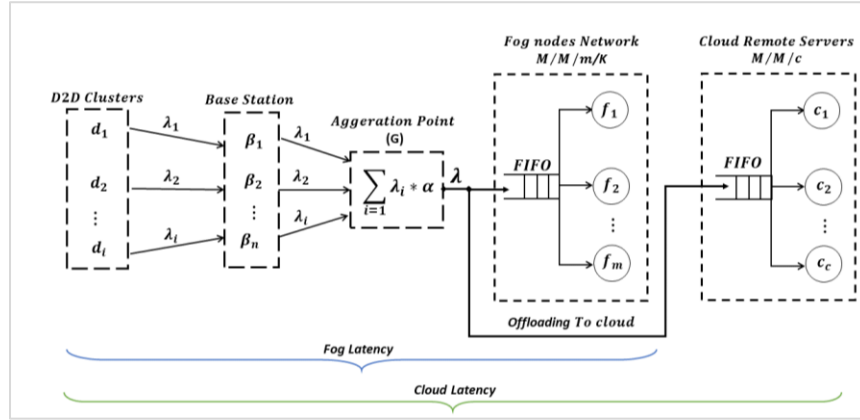 Fog nodes Network
M/M/m/K
Cloud Remote Servers
M/M/c
D2D Clusters
Base Station
Aggeration Point
(G)
d₁
λ₁
β₁
λ₁
d₂
λ₂
β₂
λ₂
⋮
⋮
dᵢ
λᵢ
βₙ
λᵢ
∑ λᵢ * α
i=1
λ
FIFO
f₁
f₂
⋮
fₘ
FIFO
c₁
c₂
⋮
c_c
Offloading To cloud
Fog Latency
Cloud Latency